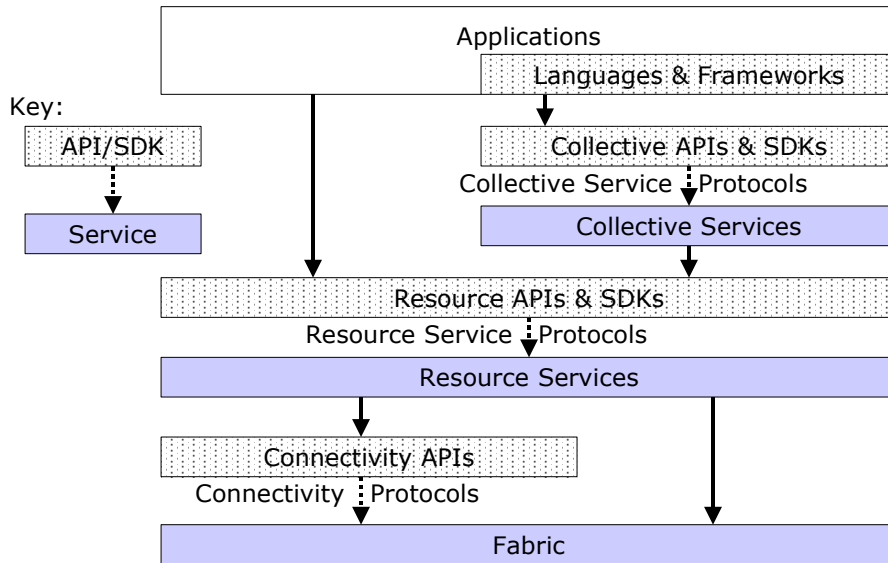 Applications
Languages & Frameworks
Key:
API/SDK
Service
Collective APIs & SDKs
Collective Service Protocols
Collective Services
Resource APIs & SDKs
Resource Service Protocols
Resource Services
Connectivity APIs
Connectivity Protocols
Fabric